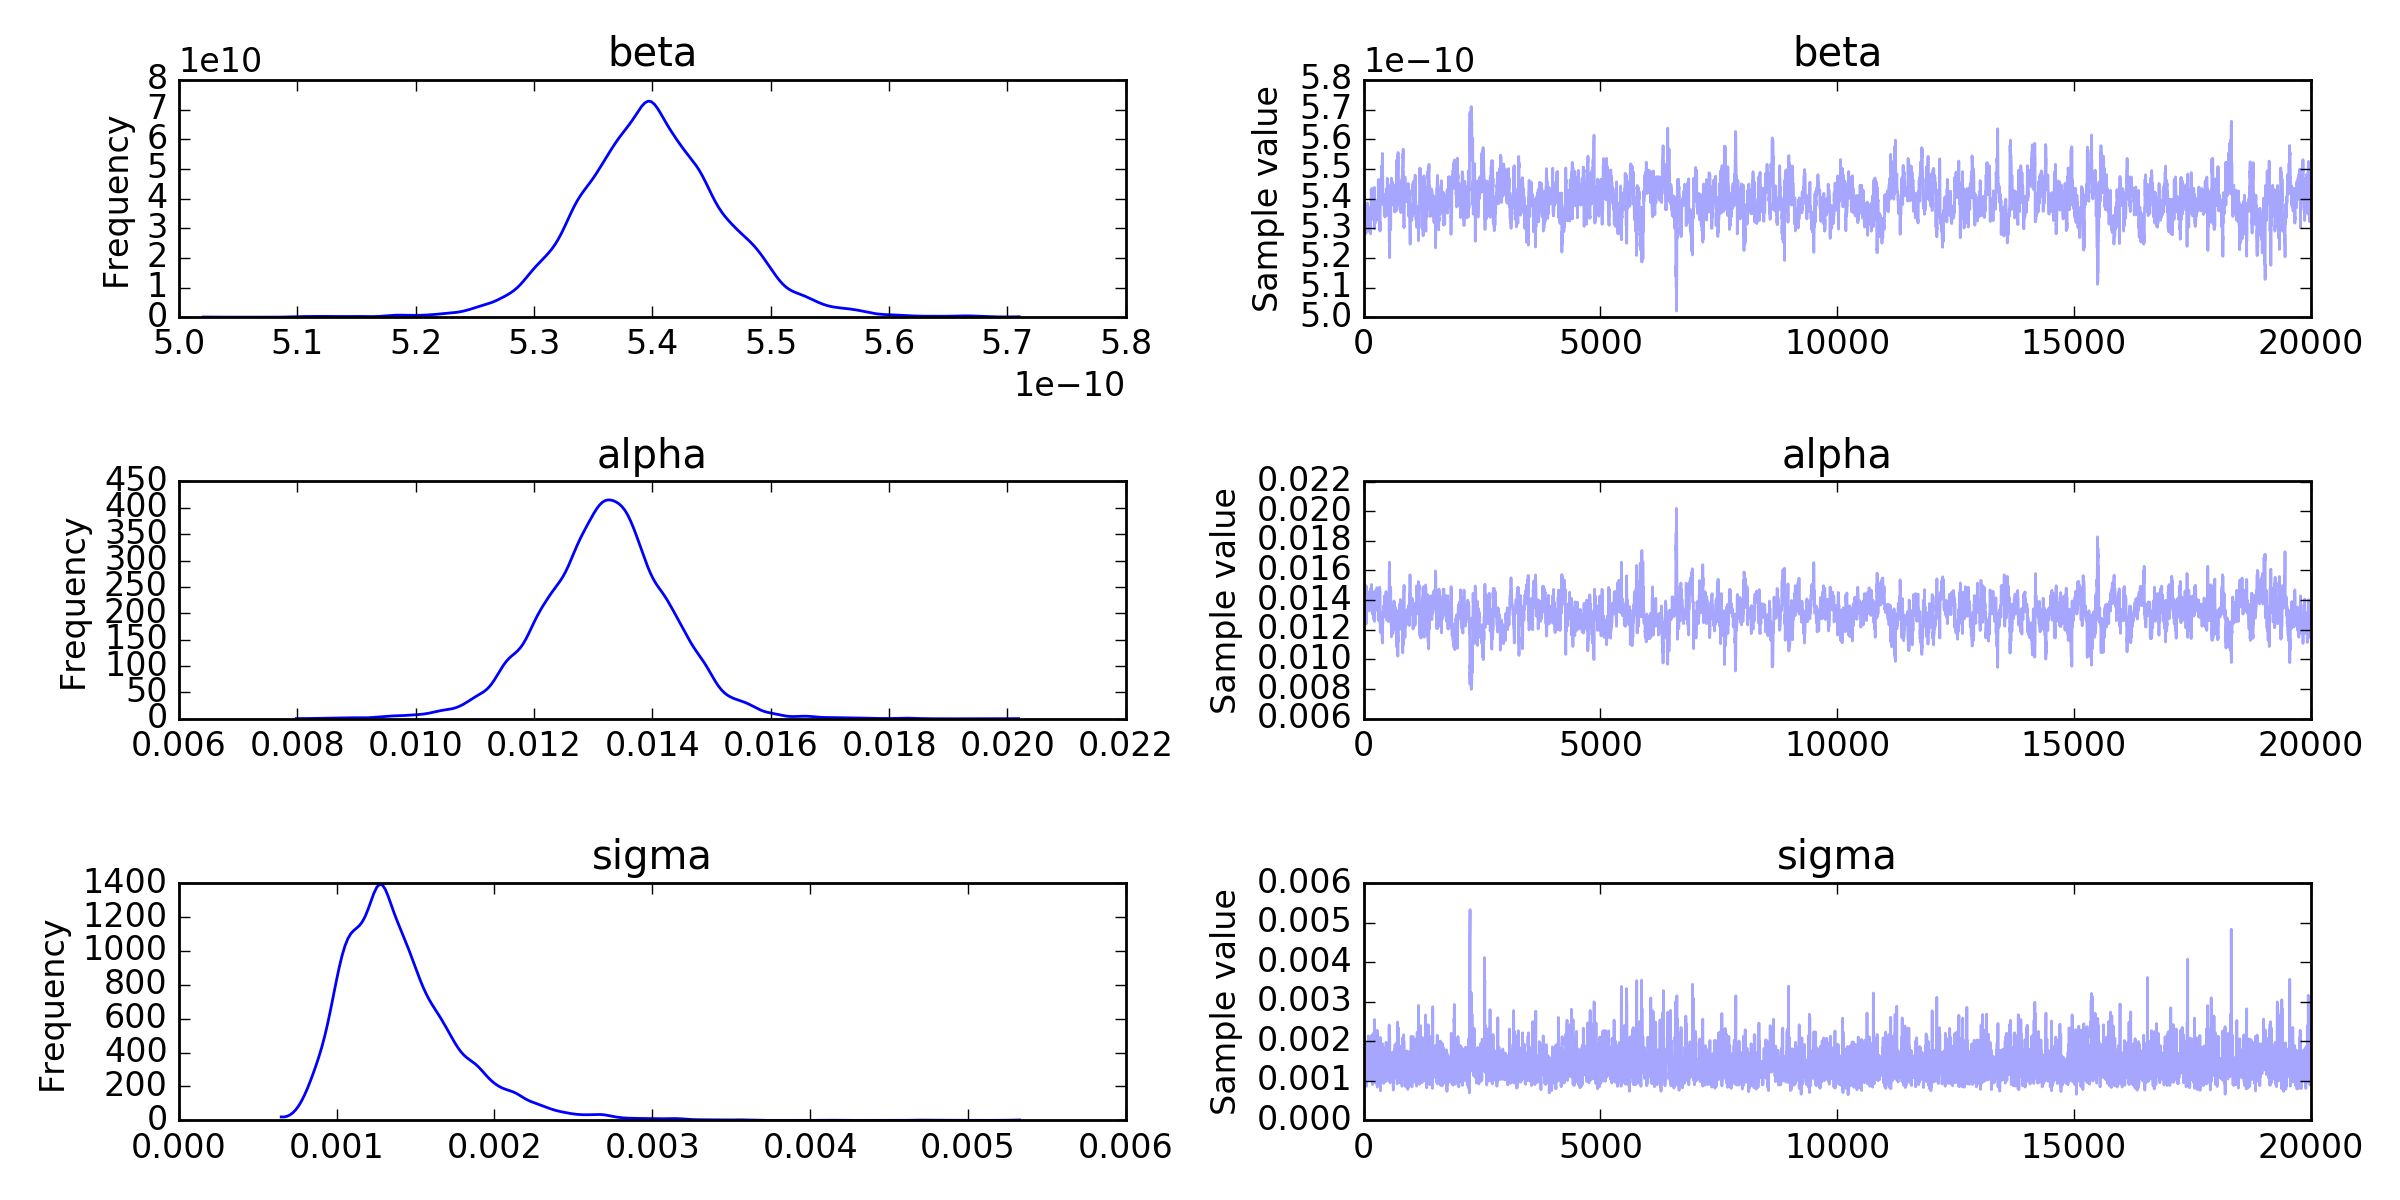 beta
1e10
8
7
6
5
4
3
2
1
0
Frequency
5.0 5.1 5.2 5.3 5.4 5.5 5.6 5.7 5.8
1e−10
beta
1e−10
5.8
5.7
5.6
5.5
5.4
5.3
5.2
5.1
5.0
Sample value
0 5000 10000 15000 20000
alpha
450
400
350
300
250
200
150
100
50
0
Frequency
0.006 0.008 0.010 0.012 0.014 0.016 0.018 0.020 0.022
alpha
0.022
0.020
0.018
0.016
0.014
0.012
0.010
0.008
0.006
Sample value
0 5000 10000 15000 20000
sigma
1400
1200
1000
800
600
400
200
0
Frequency
0.000 0.001 0.002 0.003 0.004 0.005 0.006
sigma
0.006
0.005
0.004
0.003
0.002
0.001
0.000
Sample value
0 5000 10000 15000 20000